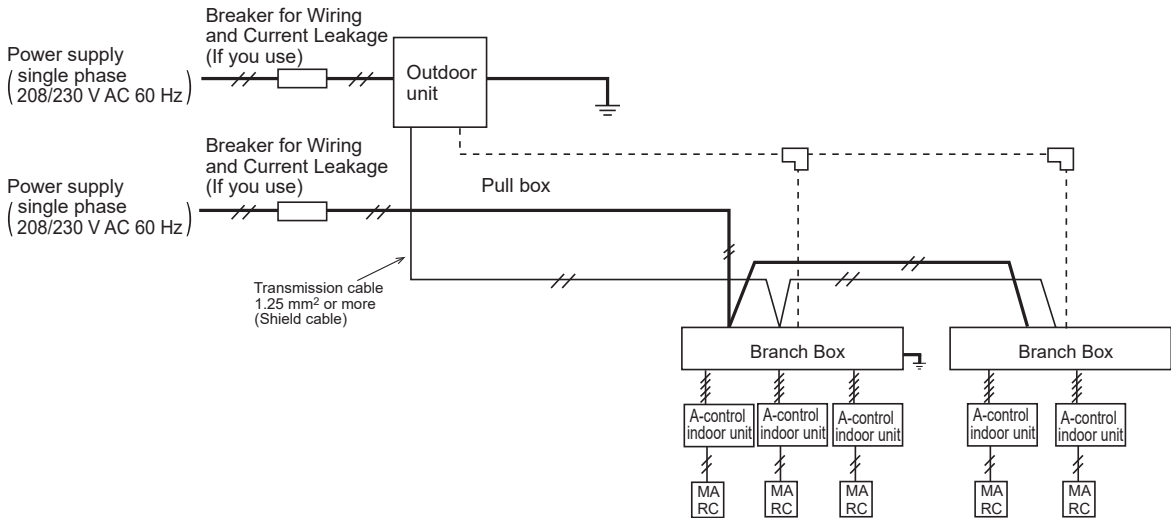 Breaker for Wiring
and Current Leakage
(If you use)
Power supply
( single phase
208/230 V AC 60 Hz )
Outdoor
unit
Breaker for Wiring
and Current Leakage
(If you use)
Power supply
( single phase
208/230 V AC 60 Hz )
Pull box
Transmission cable
1.25 mm² or more
(Shield cable)
Branch Box
Branch Box
A-control
indoor unit
A-control
indoor unit
A-control
indoor unit
A-control
indoor unit
A-control
indoor unit
MA
RC
MA
RC
MA
RC
MA
RC
MA
RC